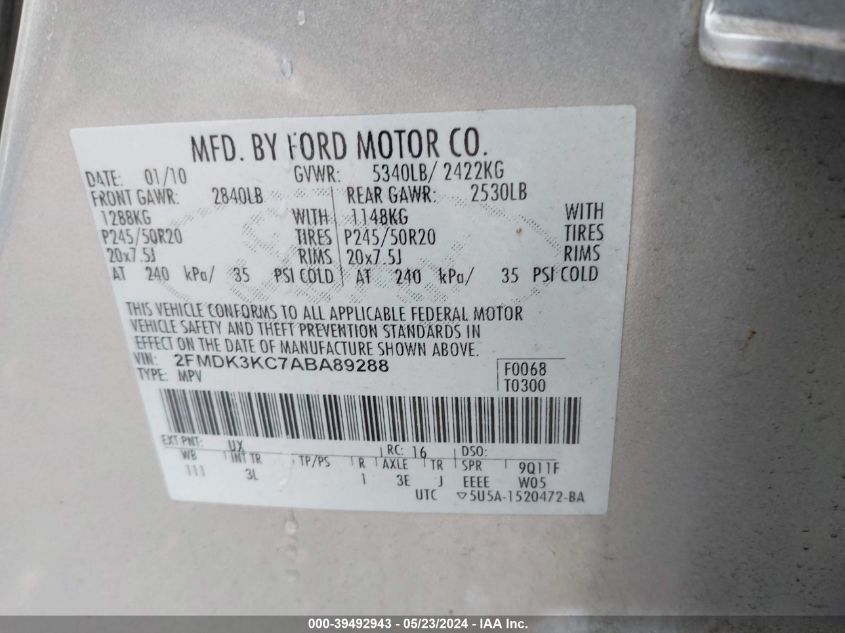 MFD. BY FORD MOTOR CO.
DATE: 01/10 GVWR: 5340LB/ 2422KG
FRONT GAWR: 2840LB REAR GAWR: 2530LB
1288KG WITH 1148KG WITH
P245/50R20 TIRES P245/50R20 TIRES
20x7.5J RIMS 20x7.5J RIMS
AT 240 kPa/ 35 PSI COLD AT 240 kPa/ 35 PSI COLD
THIS VEHICLE CONFORMS TO ALL APPLICABLE FEDERAL MOTOR
VEHICLE SAFETY AND THEFT PREVENTION STANDARDS IN
EFFECT ON THE DATE OF MANUFACTURE SHOWN ABOVE.
VIN: 2FMDK3KC7ABA89288 F0068
TYPE: MPV T0300
EXT PNT: UX RC: 16 DSO:
WB INT TR TP/PS R AXLE TR SPR 9Q11F
111 3L 1 3E J EEEE W05
UTC ▽5U5A-1520472-BA
000-39492943 / 05/23/2024 - IAA Inc.